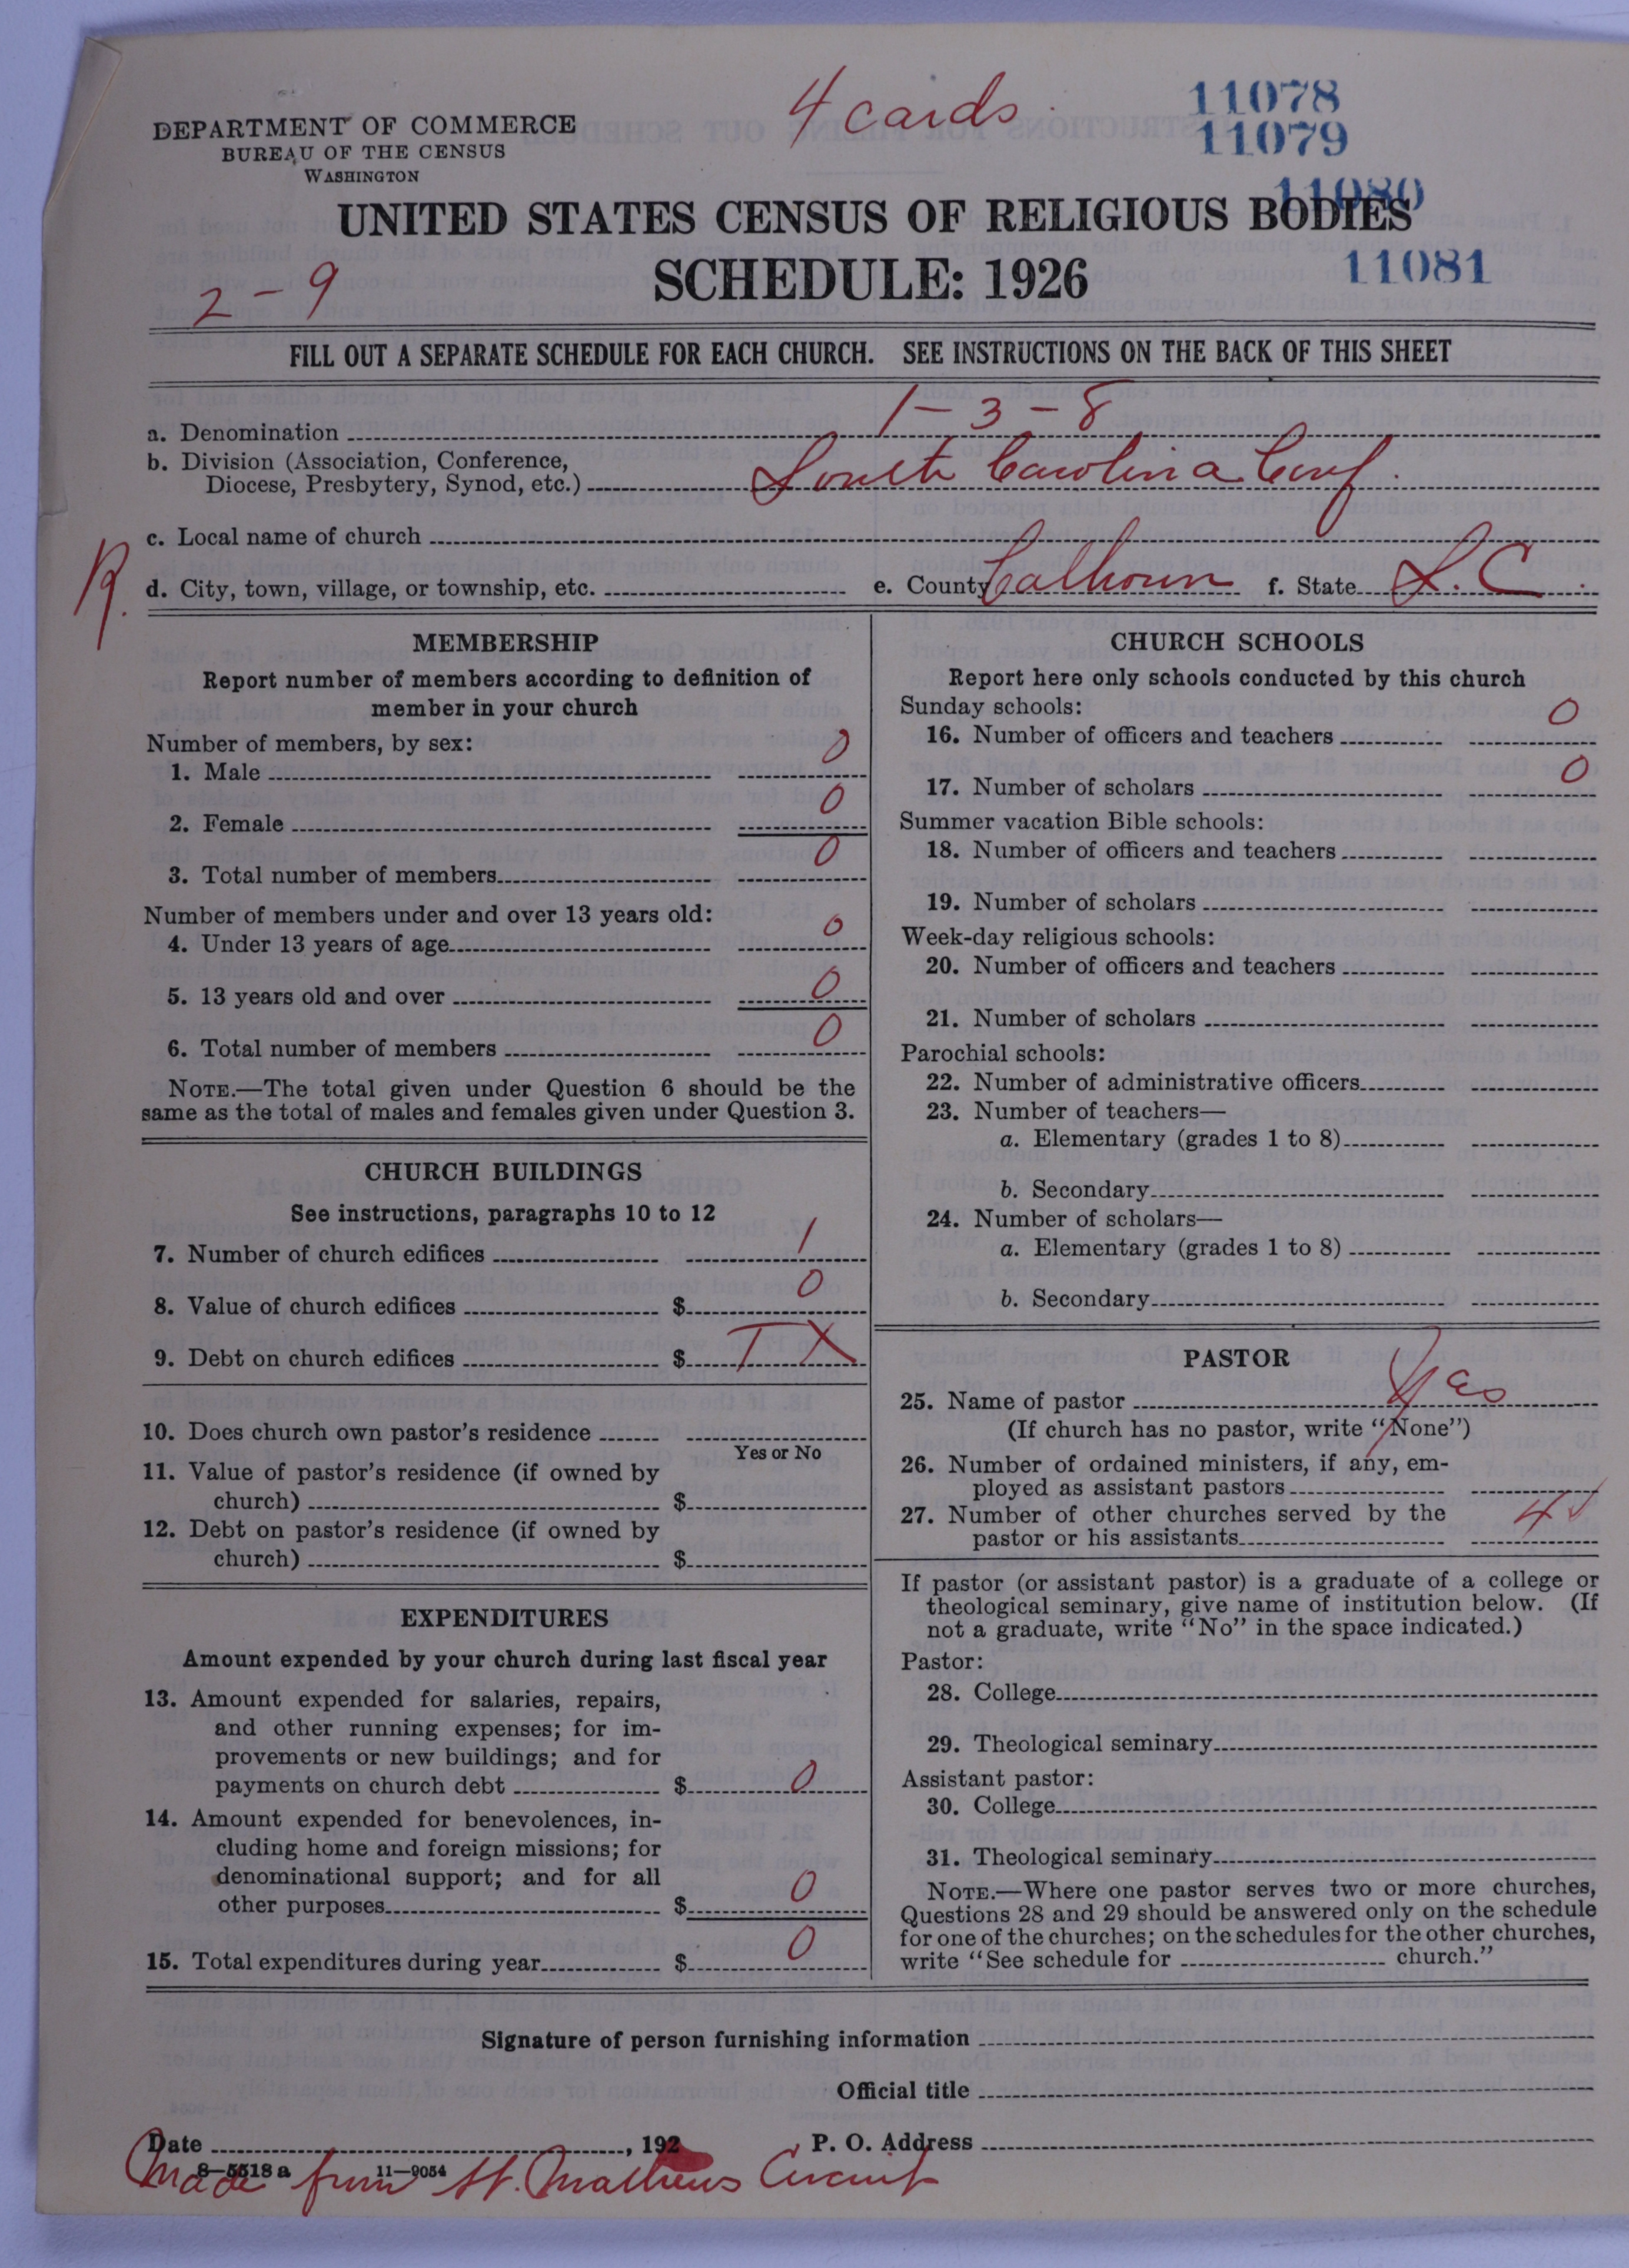 4 cards.
11078
11079
11080
11081
DEPARTMENT OF COMMERCE
BUREAU OF THE CENSUS
WASHINGTON
UNITED STATES CENSUS OF RELIGIOUS BODIES
SCHEDULE: 1926
2-9
FILL OUT A SEPARATE SCHEDULE FOR EACH CHURCH. SEE INSTRUCTIONS ON THE BACK OF THIS SHEET
a. Denomination 1-3-8
b. Division (Association, Conference,
Diocese, Presbytery, Synod, etc.) South Carolina Conf.
c. Local name of church
R.
d. City, town, village, or township, etc. e. County Calhoun f. State S.C.
MEMBERSHIP
Report number of members according to definition of
member in your church
Number of members, by sex:
1. Male 0
2. Female 0
3. Total number of members 0
Number of members under and over 13 years old:
4. Under 13 years of age 0
5. 13 years old and over 0
6. Total number of members 0
NOTE.—The total given under Question 6 should be the
same as the total of males and females given under Question 3.
CHURCH BUILDINGS
See instructions, paragraphs 10 to 12
7. Number of church edifices 1
8. Value of church edifices $ 0
9. Debt on church edifices $ TX
10. Does church own pastor's residence
Yes or No
11. Value of pastor's residence (if owned by
church) $
12. Debt on pastor's residence (if owned by
church) $
EXPENDITURES
Amount expended by your church during last fiscal year
13. Amount expended for salaries, repairs,
and other running expenses; for im-
provements or new buildings; and for
payments on church debt $ 0
14. Amount expended for benevolences, in-
cluding home and foreign missions; for
denominational support; and for all
other purposes $ 0
15. Total expenditures during year $ 0
CHURCH SCHOOLS
Report here only schools conducted by this church
Sunday schools:
16. Number of officers and teachers 0
17. Number of scholars 0
Summer vacation Bible schools:
18. Number of officers and teachers
19. Number of scholars
Week-day religious schools:
20. Number of officers and teachers
21. Number of scholars
Parochial schools:
22. Number of administrative officers
23. Number of teachers—
a. Elementary (grades 1 to 8)
b. Secondary
24. Number of scholars—
a. Elementary (grades 1 to 8)
b. Secondary
PASTOR
25. Name of pastor Yes
(If church has no pastor, write "None")
26. Number of ordained ministers, if any, em-
ployed as assistant pastors
27. Number of other churches served by the
pastor or his assistants 4 ✓
If pastor (or assistant pastor) is a graduate of a college or
theological seminary, give name of institution below. (If
not a graduate, write "No" in the space indicated.)
Pastor:
28. College
29. Theological seminary
Assistant pastor:
30. College
31. Theological seminary
NOTE.—Where one pastor serves two or more churches,
Questions 28 and 29 should be answered only on the schedule
for one of the churches; on the schedules for the other churches,
write "See schedule for church."
Signature of person furnishing information
Official title
Date , 192 , P. O. Address
8—5518 a 11—9054
Made from St. Mathews Circuit